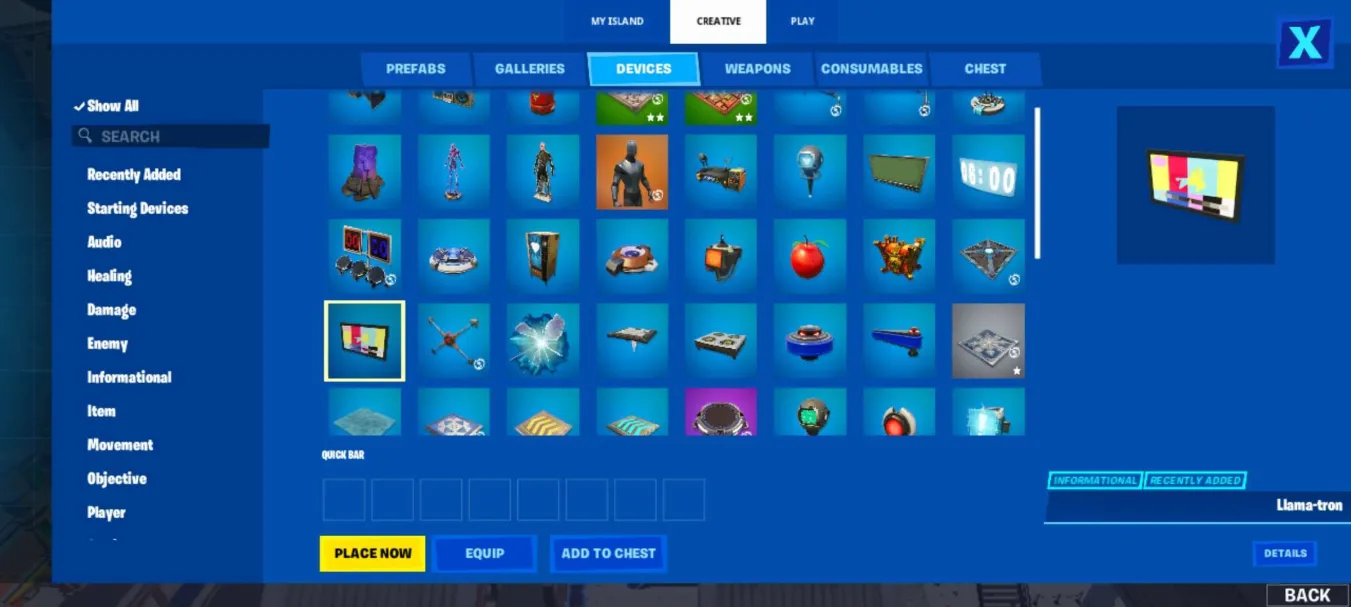 MY ISLAND
CREATIVE
PLAY
X
PREFABS
GALLERIES
DEVICES
WEAPONS
CONSUMABLES
CHEST
Show All
SEARCH
Recently Added
Starting Devices
Audio
Healing
Damage
Enemy
Informational
Item
Movement
Objective
Player
06:00
QUICK BAR
PLACE NOW
EQUIP
ADD TO CHEST
INFORMATIONAL
RECENTLY ADDED
Llama-tron
DETAILS
BACK